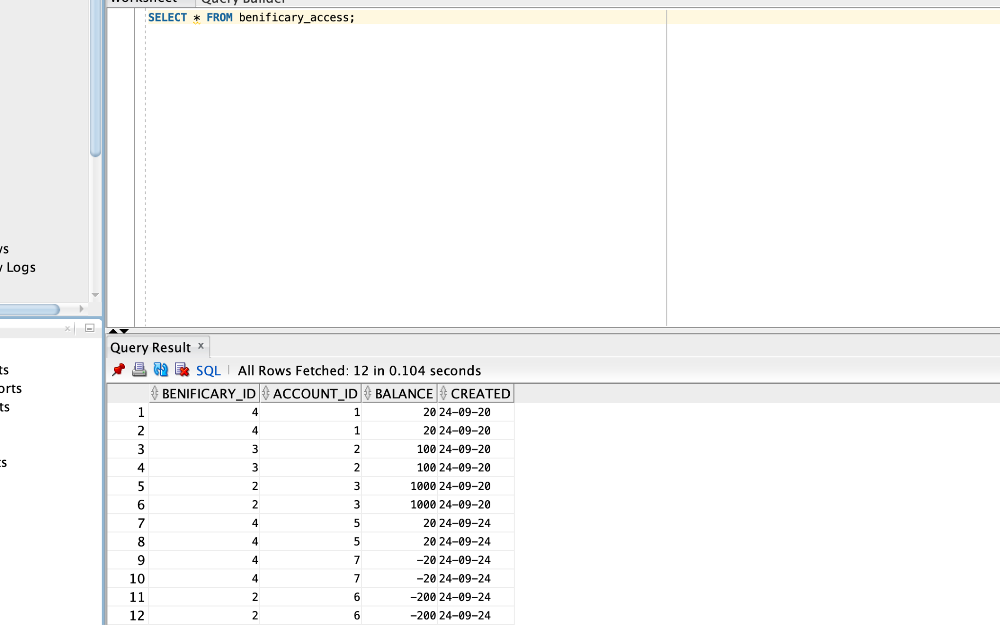 Worksheet Query Builder
SELECT * FROM benificary_access;
Logs
Query Result x
SQL | All Rows Fetched: 12 in 0.104 seconds
BENIFICARY_ID ACCOUNT_ID BALANCE CREATED
1 4 1 20 24-09-20
2 4 1 20 24-09-20
3 3 2 100 24-09-20
4 3 2 100 24-09-20
5 2 3 1000 24-09-20
6 2 3 1000 24-09-20
7 4 5 20 24-09-24
8 4 5 20 24-09-24
9 4 7 -20 24-09-24
10 4 7 -20 24-09-24
11 2 6 -200 24-09-24
12 2 6 -200 24-09-24